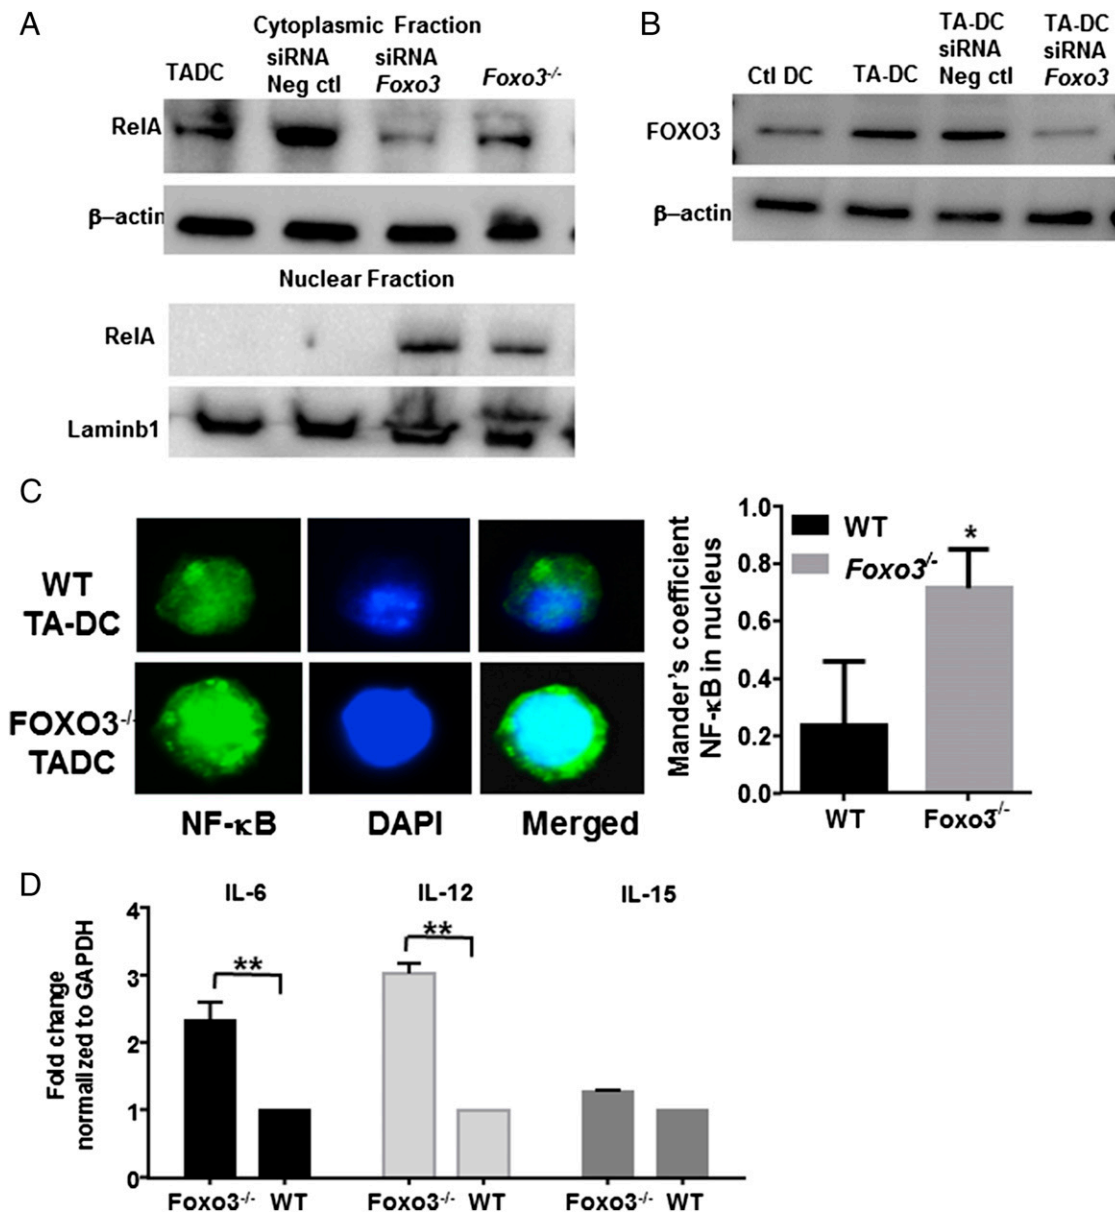 A
Cytoplasmic Fraction
TADC
siRNA
Neg ctl
siRNA
Foxo3
Foxo3-/-
RelA
β–actin
Nuclear Fraction
RelA
Laminb1
B
Ctl DC
TA-DC
TA-DC
siRNA
Neg ctl
TA-DC
siRNA
Foxo3
FOXO3
β–actin
C
WT
TA-DC
FOXO3-/-
TADC
NF-κB
DAPI
Merged
Mander's coefficient
NF-κB in nucleus
1.0
0.8
0.6
0.4
0.2
0.0
WT
Foxo3-/-
*
WT
Foxo3-/-
D
IL-6
IL-12
IL-15
Fold change
normalized to GAPDH
4
3
2
1
0
**
**
Foxo3-/- WT
Foxo3-/- WT
Foxo3-/- WT